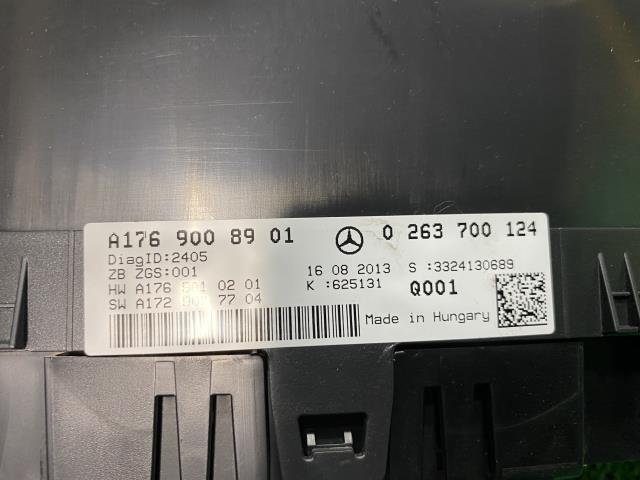 A176 900 89 01 0 263 700 124
DiagID:2405
ZB ZGS:001 16 08 2013 S :3324130689
HW A176 901 02 01 K :625131 Q001
SW A172 77 04
Made in Hungary